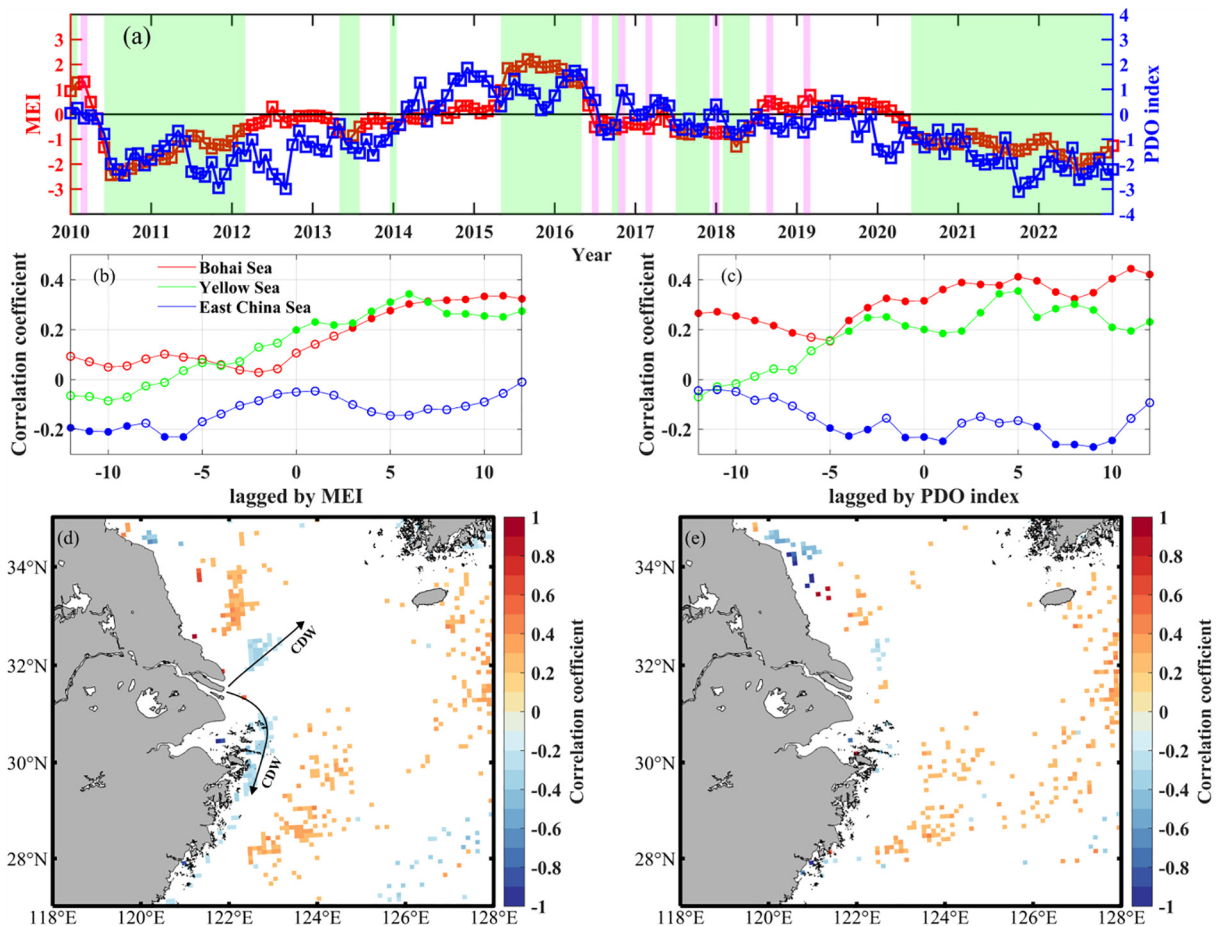 (a)
MEI
3
2
1
0
-1
-2
-3
4
3
2
1
0
-1
-2
-3
-4
PDO index
2010 2011 2012 2013 2014 2015 2016 2017 2018 2019 2020 2021 2022
Year
(b)
Bohai Sea
Yellow Sea
East China Sea
Correlation coefficient
0.4
0.2
0
-0.2
-10 -5 0 5 10
lagged by MEI
(c)
Correlation coefficient
0.4
0.2
0
-0.2
-10 -5 0 5 10
lagged by PDO index
(d)
34°N
32°N
30°N
28°N
118°E 120°E 122°E 124°E 126°E 128°E
CDW
CDW
1
0.8
0.6
0.4
0.2
0
-0.2
-0.4
-0.6
-0.8
-1
Correlation coefficient
(e)
34°N
32°N
30°N
28°N
118°E 120°E 122°E 124°E 126°E 128°E
1
0.8
0.6
0.4
0.2
0
-0.2
-0.4
-0.6
-0.8
-1
Correlation coefficient